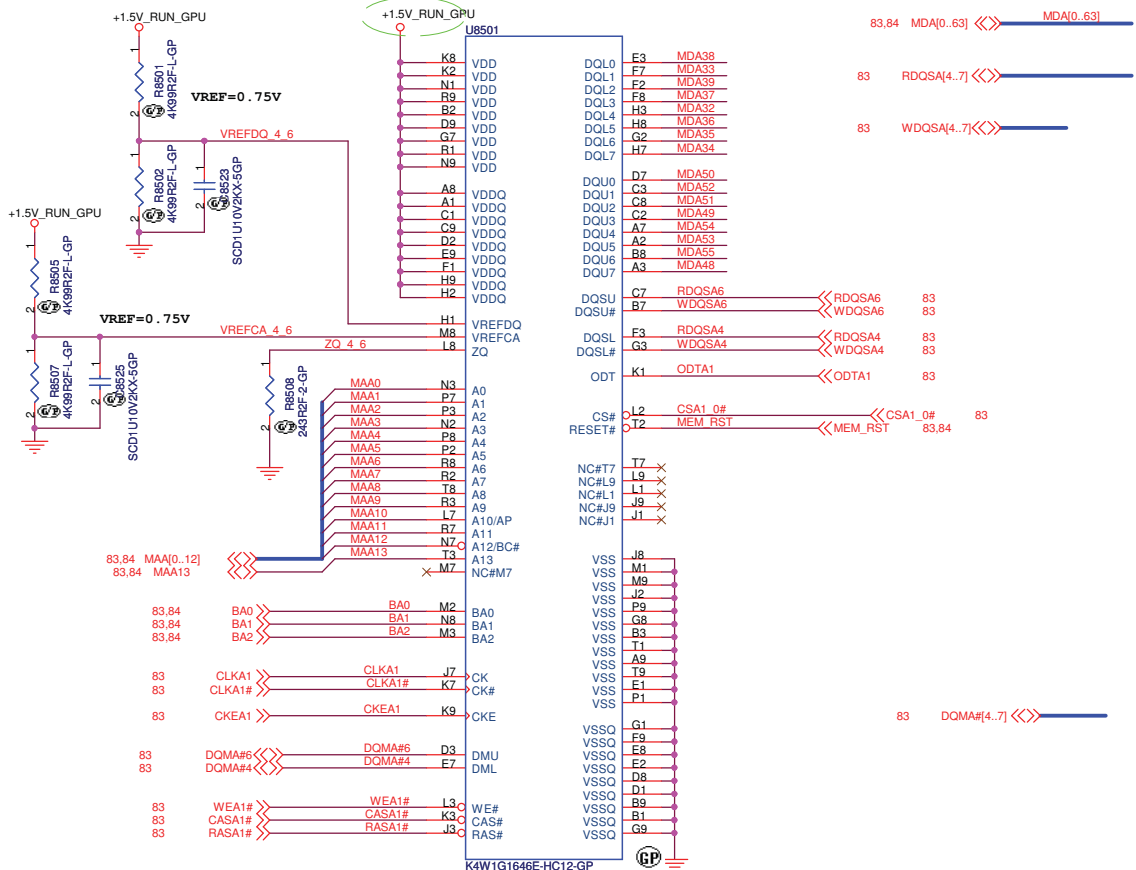 +1.5V_RUN_GPU
1
R8501
4K99R2F-L-GP
2
G/P
VREF=0.75V
VREFDQ_4_6
1
R8502
4K99R2F-L-GP
2
G/P
1
2
C8523
SCD1U10V2KX-5GP
G/P
+1.5V_RUN_GPU
1
R8505
4K99R2F-L-GP
2
G/P
VREF=0.75V
VREFCA_4_6
1
R8507
4K99R2F-L-GP
2
G/P
1
2
C8525
SCD1U10V2KX-5GP
G/P
ZQ_4_6
1
R8508
243R2F-2-GP
2
G/P
+1.5V_RUN_GPU
U8501
K8 VDD
K2 VDD
N1 VDD
R9 VDD
B2 VDD
D9 VDD
G7 VDD
R1 VDD
N9 VDD
A8 VDDQ
A1 VDDQ
C1 VDDQ
C9 VDDQ
D2 VDDQ
E9 VDDQ
F1 VDDQ
H9 VDDQ
H2 VDDQ
H1 VREFDQ
M8 VREFCA
L8 ZQ
MAA0 N3 A0
MAA1 P7 A1
MAA2 P3 A2
MAA3 N2 A3
MAA4 P8 A4
MAA5 P2 A5
MAA6 R8 A6
MAA7 R2 A7
MAA8 T8 A8
MAA9 R3 A9
MAA10 L7 A10/AP
MAA11 R7 A11
MAA12 N7 A12/BC#
MAA13 T3 A13
M7 NC#M7
83,84 MAA[0..12]
83,84 MAA13
83,84 BA0 BA0 M2 BA0
83,84 BA1 BA1 N8 BA1
83,84 BA2 BA2 M3 BA2
83 CLKA1 CLKA1 J7 CK
83 CLKA1# CLKA1# K7 CK#
83 CKEA1 CKEA1 K9 CKE
83 DQMA#6 DQMA#6 D3 DMU
83 DQMA#4 DQMA#4 E7 DML
83 WEA1# WEA1# L3 WE#
83 CASA1# CASA1# K3 CAS#
83 RASA1# RASA1# J3 RAS#
DQL0 E3 MDA38
DQL1 F7 MDA33
DQL2 F2 MDA39
DQL3 F8 MDA37
DQL4 H3 MDA32
DQL5 H8 MDA36
DQL6 G2 MDA35
DQL7 H7 MDA34
DQU0 D7 MDA50
DQU1 C3 MDA52
DQU2 C8 MDA51
DQU3 C2 MDA49
DQU4 A7 MDA54
DQU5 A2 MDA53
DQU6 B8 MDA55
DQU7 A3 MDA48
DQSU C7 RDQSA6 RDQSA6 83
DQSU# B7 WDQSA6 WDQSA6 83
DQSL F3 RDQSA4 RDQSA4 83
DQSL# G3 WDQSA4 WDQSA4 83
ODT K1 ODTA1 ODTA1 83
CS# L2 CSA1_0# CSA1_0# 83
RESET# T2 MEM_RST MEM_RST 83,84
NC#T7 T7
NC#L9 L9
NC#L1 L1
NC#J9 J9
NC#J1 J1
VSS J8
VSS M1
VSS M9
VSS J2
VSS P9
VSS G8
VSS B3
VSS T1
VSS A9
VSS T9
VSS E1
VSS P1
VSSQ G1
VSSQ F9
VSSQ E8
VSSQ E2
VSSQ D8
VSSQ D1
VSSQ B9
VSSQ B1
VSSQ G9
GP
K4W1G1646E-HC12-GP
83,84 MDA[0..63] MDA[0..63]
83 RDQSA[4..7]
83 WDQSA[4..7]
83 DQMA#[4..7]